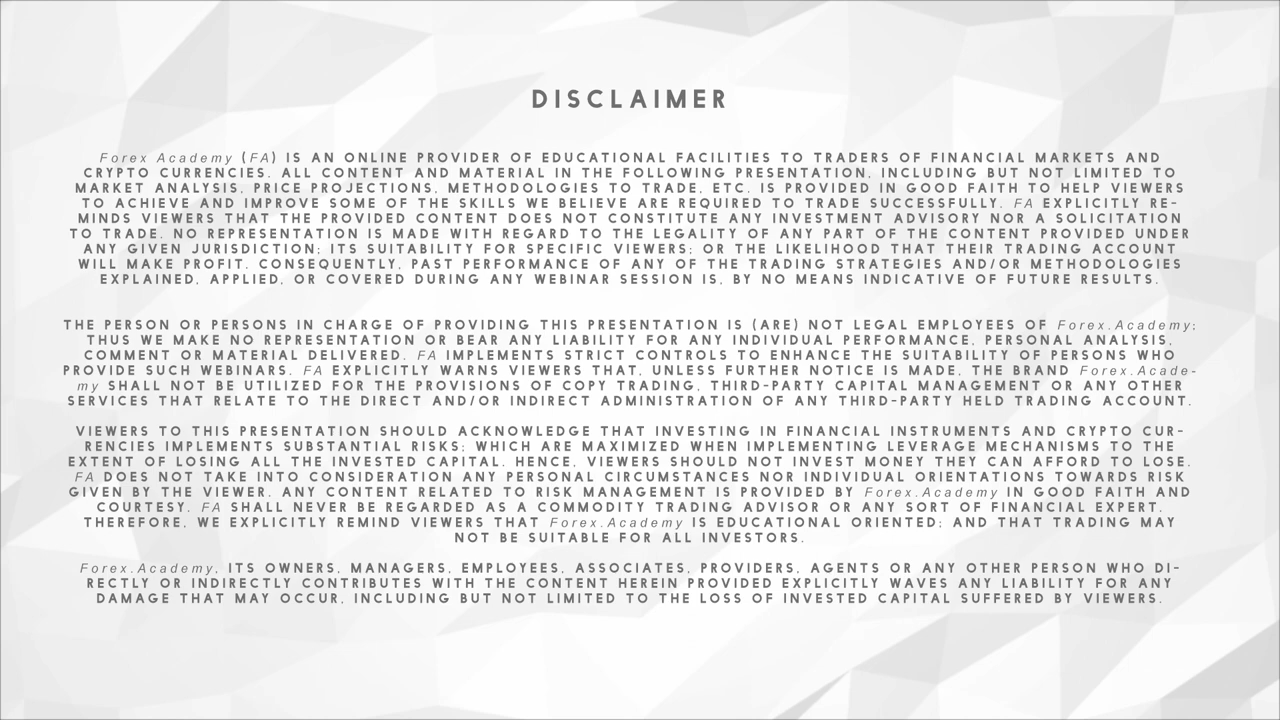 DISCLAIMER
Forex Academy (FA) IS AN ONLINE PROVIDER OF EDUCATIONAL FACILITIES TO TRADERS OF FINANCIAL MARKETS AND
CRYPTO CURRENCIES. ALL CONTENT AND MATERIAL IN THE FOLLOWING PRESENTATION, INCLUDING BUT NOT LIMITED TO
MARKET ANALYSIS, PRICE PROJECTIONS, METHODOLOGIES TO TRADE, ETC. IS PROVIDED IN GOOD FAITH TO HELP VIEWERS
TO ACHIEVE AND IMPROVE SOME OF THE SKILLS WE BELIEVE ARE REQUIRED TO TRADE SUCCESSFULLY. FA EXPLICITLY RE-
MINDS VIEWERS THAT THE PROVIDED CONTENT DOES NOT CONSTITUTE ANY INVESTMENT ADVISORY NOR A SOLICITATION
TO TRADE. NO REPRESENTATION IS MADE WITH REGARD TO THE LEGALITY OF ANY PART OF THE CONTENT PROVIDED UNDER
ANY GIVEN JURISDICTION; ITS SUITABILITY FOR SPECIFIC VIEWERS; OR THE LIKELIHOOD THAT THEIR TRADING ACCOUNT
WILL MAKE PROFIT. CONSEQUENTLY, PAST PERFORMANCE OF ANY OF THE TRADING STRATEGIES AND/OR METHODOLOGIES
EXPLAINED, APPLIED, OR COVERED DURING ANY WEBINAR SESSION IS, BY NO MEANS INDICATIVE OF FUTURE RESULTS.
THE PERSON OR PERSONS IN CHARGE OF PROVIDING THIS PRESENTATION IS (ARE) NOT LEGAL EMPLOYEES OF Forex.Academy;
THUS WE MAKE NO REPRESENTATION OR BEAR ANY LIABILITY FOR ANY INDIVIDUAL PERFORMANCE, PERSONAL ANALYSIS,
COMMENT OR MATERIAL DELIVERED. FA IMPLEMENTS STRICT CONTROLS TO ENHANCE THE SUITABILITY OF PERSONS WHO
PROVIDE SUCH WEBINARS. FA EXPLICITLY WARNS VIEWERS THAT, UNLESS FURTHER NOTICE IS MADE, THE BRAND Forex.Acade-
my SHALL NOT BE UTILIZED FOR THE PROVISIONS OF COPY TRADING, THIRD-PARTY CAPITAL MANAGEMENT OR ANY OTHER
SERVICES THAT RELATE TO THE DIRECT AND/OR INDIRECT ADMINISTRATION OF ANY THIRD-PARTY HELD TRADING ACCOUNT.
VIEWERS TO THIS PRESENTATION SHOULD ACKNOWLEDGE THAT INVESTING IN FINANCIAL INSTRUMENTS AND CRYPTO CUR-
RENCIES IMPLEMENTS SUBSTANTIAL RISKS; WHICH ARE MAXIMIZED WHEN IMPLEMENTING LEVERAGE MECHANISMS TO THE
EXTENT OF LOSING ALL THE INVESTED CAPITAL. HENCE, VIEWERS SHOULD NOT INVEST MONEY THEY CAN AFFORD TO LOSE.
FA DOES NOT TAKE INTO CONSIDERATION ANY PERSONAL CIRCUMSTANCES NOR INDIVIDUAL ORIENTATIONS TOWARDS RISK
GIVEN BY THE VIEWER. ANY CONTENT RELATED TO RISK MANAGEMENT IS PROVIDED BY Forex.Academy IN GOOD FAITH AND
COURTESY. FA SHALL NEVER BE REGARDED AS A COMMODITY TRADING ADVISOR OR ANY SORT OF FINANCIAL EXPERT.
THEREFORE, WE EXPLICITLY REMIND VIEWERS THAT Forex.Academy IS EDUCATIONAL ORIENTED; AND THAT TRADING MAY
NOT BE SUITABLE FOR ALL INVESTORS.
Forex.Academy, ITS OWNERS, MANAGERS, EMPLOYEES, ASSOCIATES, PROVIDERS, AGENTS OR ANY OTHER PERSON WHO DI-
RECTLY OR INDIRECTLY CONTRIBUTES WITH THE CONTENT HEREIN PROVIDED EXPLICITLY WAVES ANY LIABILITY FOR ANY
DAMAGE THAT MAY OCCUR, INCLUDING BUT NOT LIMITED TO THE LOSS OF INVESTED CAPITAL SUFFERED BY VIEWERS.